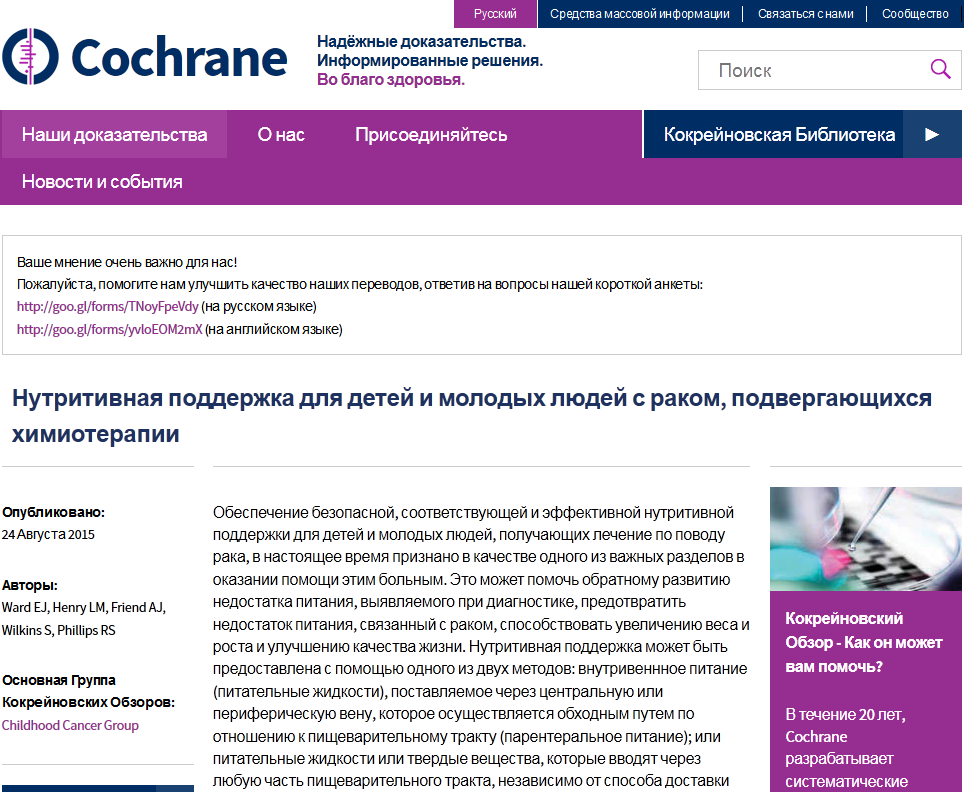 Русский
Средства массовой информации
Связаться с нами
Сообщество
Cochrane
Надёжные доказательства.
Информированные решения.
Во благо здоровья.
Поиск
Наши доказательства
О нас
Присоединяйтесь
Кокрейновская Библиотека
Новости и события
Ваше мнение очень важно для нас!
Пожалуйста, помогите нам улучшить качество наших переводов, ответив на вопросы нашей короткой анкеты:
http://goo.gl/forms/TNoyFpeVdy (на русском языке)
http://goo.gl/forms/yvloEOM2mX (на английском языке)
Нутритивная поддержка для детей и молодых людей с раком, подвергающихся
химиотерапии
Опубликовано:
24 Августа 2015
Авторы:
Ward EJ, Henry LM, Friend AJ,
Wilkins S, Phillips RS
Основная Группа
Кокрейновских Обзоров:
Childhood Cancer Group
Обеспечение безопасной, соответствующей и эффективной нутритивной
поддержки для детей и молодых людей, получающих лечение по поводу
рака, в настоящее время признано в качестве одного из важных разделов в
оказании помощи этим больным. Это может помочь обратному развитию
недостатка питания, выявляемого при диагностике, предотвратить
недостаток питания, связанный с раком, способствовать увеличению веса и
роста и улучшению качества жизни. Нутритивная поддержка может быть
предоставлена с помощью одного из двух методов: внутривеннное питание
(питательные жидкости), поставляемое через центральную или
периферическую вену, которое осуществляется обходным путем по
отношению к пищеварительному тракту (парентеральное питание); или
питательные жидкости или твердые вещества, которые вводят через
любую часть пищеварительного тракта, независимо от способа доставки
Кокрейновский
Обзор - Как он может
вам помочь?
В течение 20 лет,
Cochrane
разрабатывает
систематические